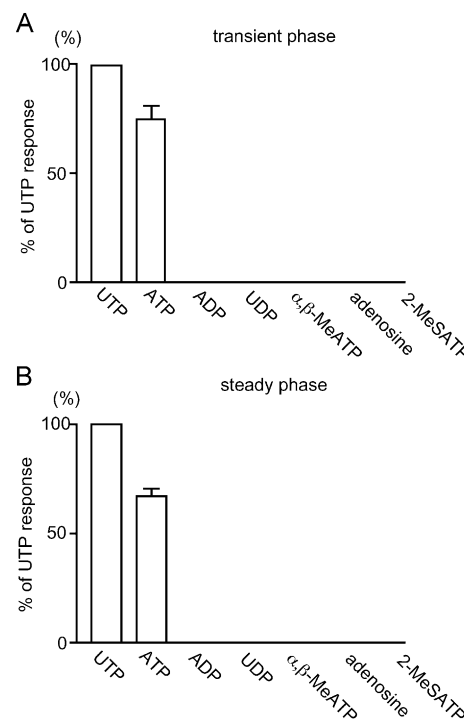 A
(%)
transient phase
100
50
0
% of UTP response
UTP
ATP
ADP
UDP
α,β-MeATP
adenosine
2-MeSATP
B
(%)
steady phase
100
50
0
% of UTP response
UTP
ATP
ADP
UDP
α,β-MeATP
adenosine
2-MeSATP